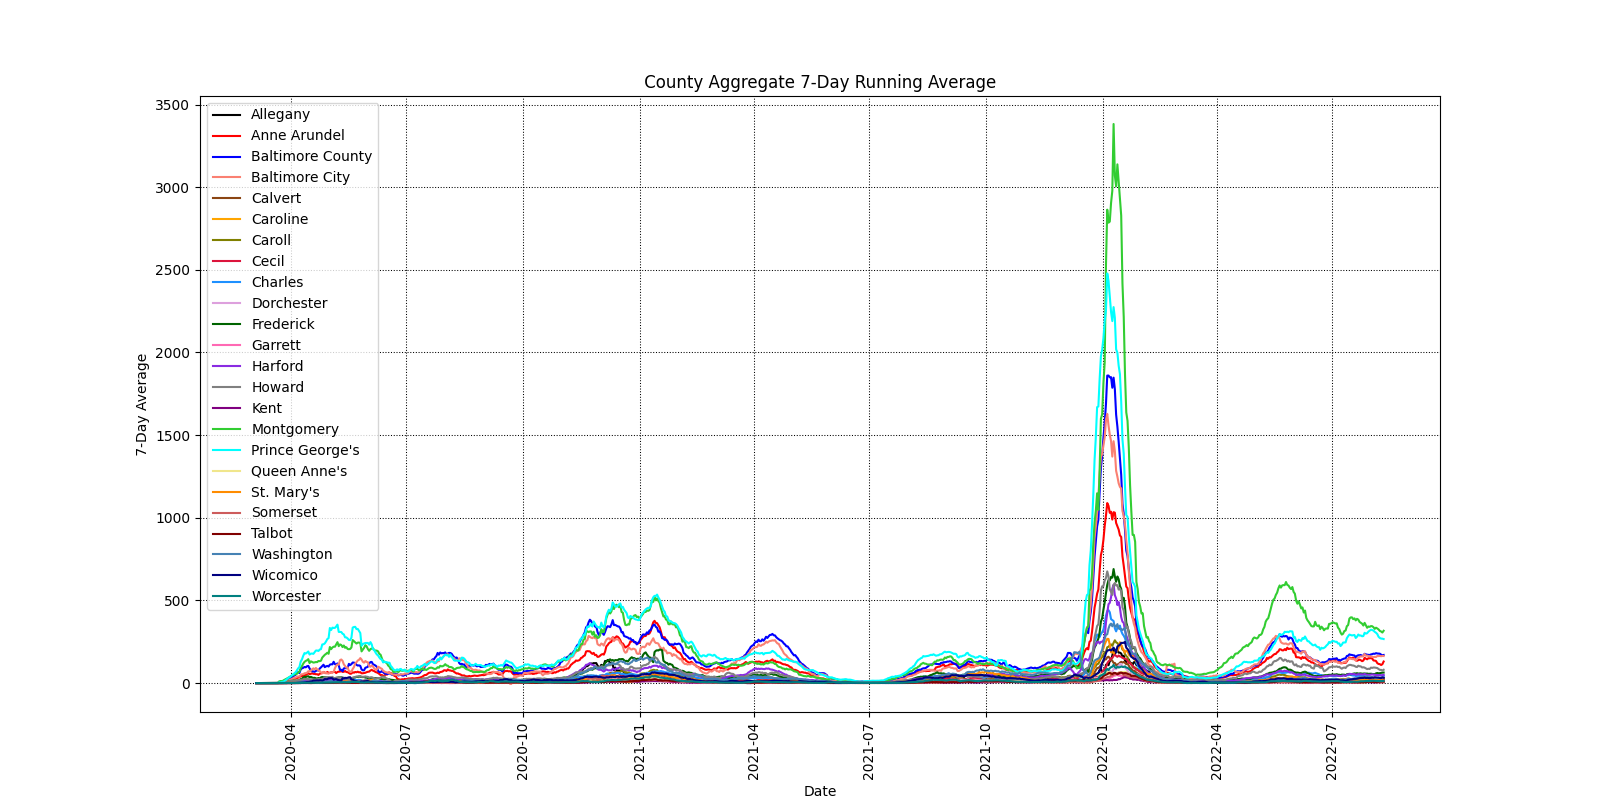 County Aggregate 7-Day Running Average
3500
3000
2500
2000
1500
1000
500
0
7-Day Average
Allegany
Anne Arundel
Baltimore County
Baltimore City
Calvert
Caroline
Caroll
Cecil
Charles
Dorchester
Frederick
Garrett
Harford
Howard
Kent
Montgomery
Prince George's
Queen Anne's
St. Mary's
Somerset
Talbot
Washington
Wicomico
Worcester
2020-04
2020-07
2020-10
2021-01
2021-04
2021-07
2021-10
2022-01
2022-04
2022-07
Date